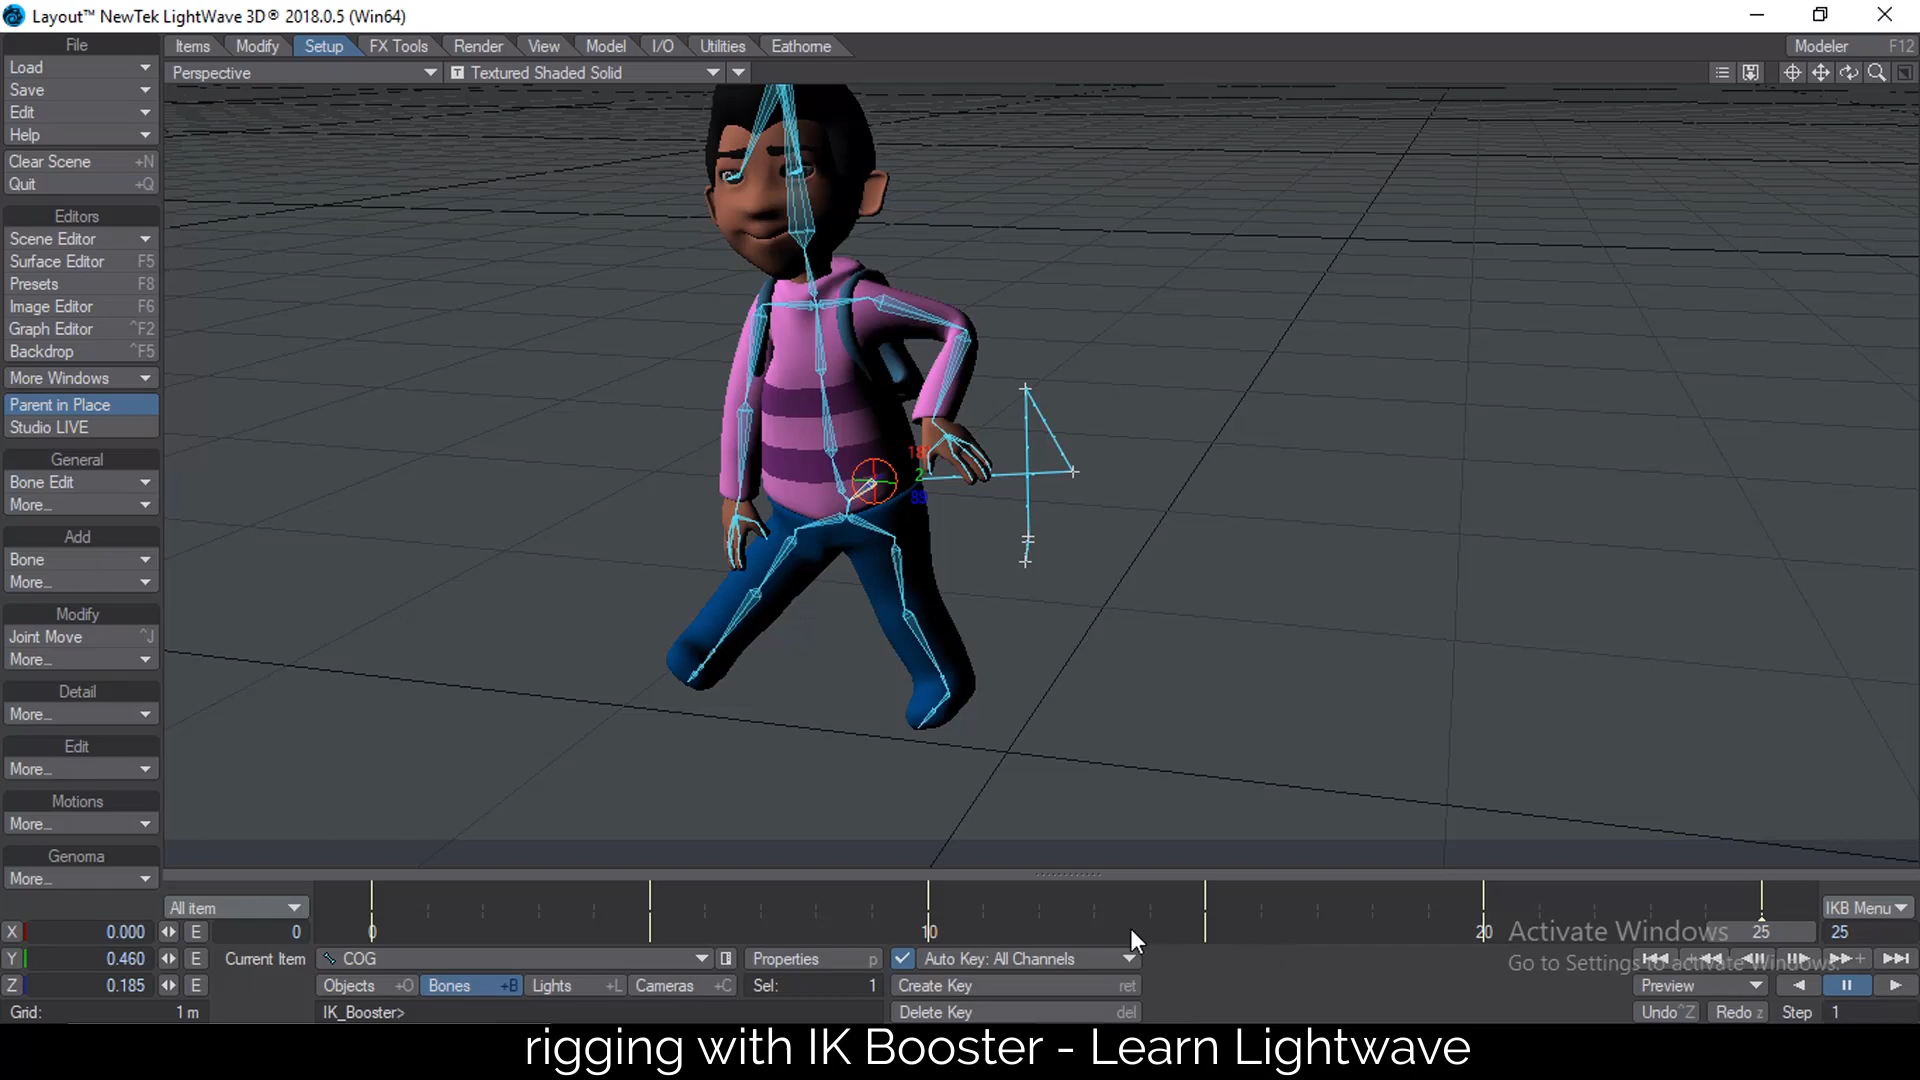 Layout™ NewTek LightWave 3D® 2018.0.5 (Win64)
File
Items Modify Setup FX Tools Render View Model I/O Utilities Eathorne Modeler F12
Load
Perspective T Textured Shaded Solid
Save
Edit
Help
Clear Scene +N
Quit +Q
Editors
Scene Editor
Surface Editor F5
Presets F8
Image Editor F6
Graph Editor ^F2
Backdrop ^F5
More Windows
Parent in Place
Studio LIVE
General
Bone Edit
More...
Add
Bone
More...
Modify
Joint Move ^J
More...
Detail
More...
Edit
More...
Motions
More...
Genoma
More...
2
89
All item IKB Menu
X 0.000 E 0 0 10 20 25 25
Activate Windows
Y 0.460 E Current Item COG Properties p Auto Key: All Channels
Go to Settings to activate Windows.
Z 0.185 E Objects +O Bones +B Lights +L Cameras +C Sel: 1 Create Key ret Preview
Grid: 1 m IK_Booster> Delete Key del Undo ^Z Redo z Step 1
rigging with IK Booster - Learn Lightwave